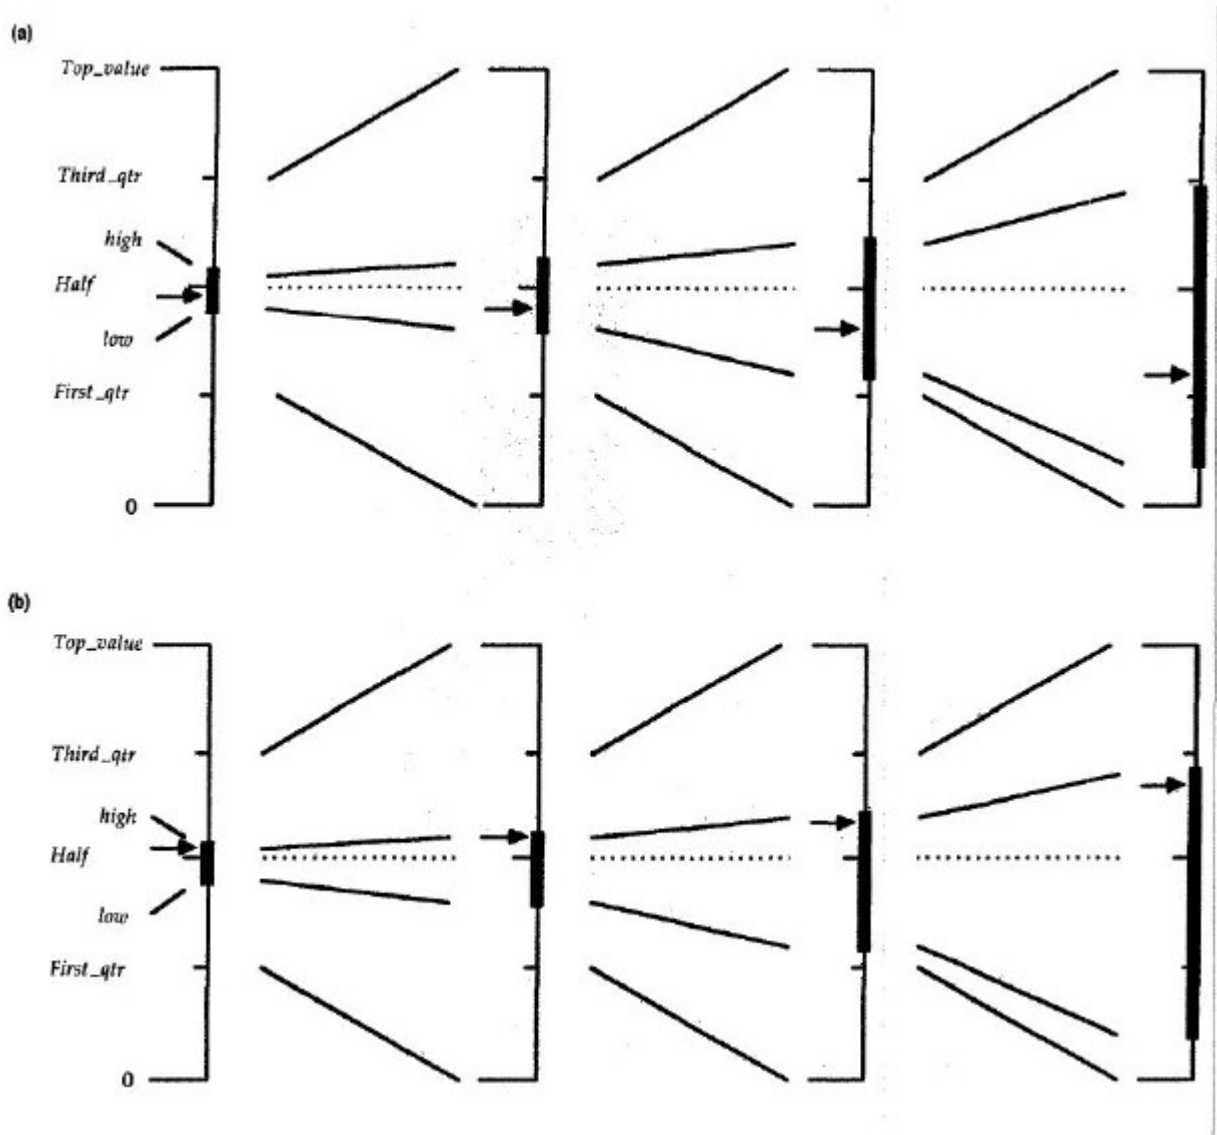 (a)
Top_value
Third_qtr
high
Half
low
First_qtr
0
(b)
Top_value
Third_qtr
high
Half
low
First_qtr
0